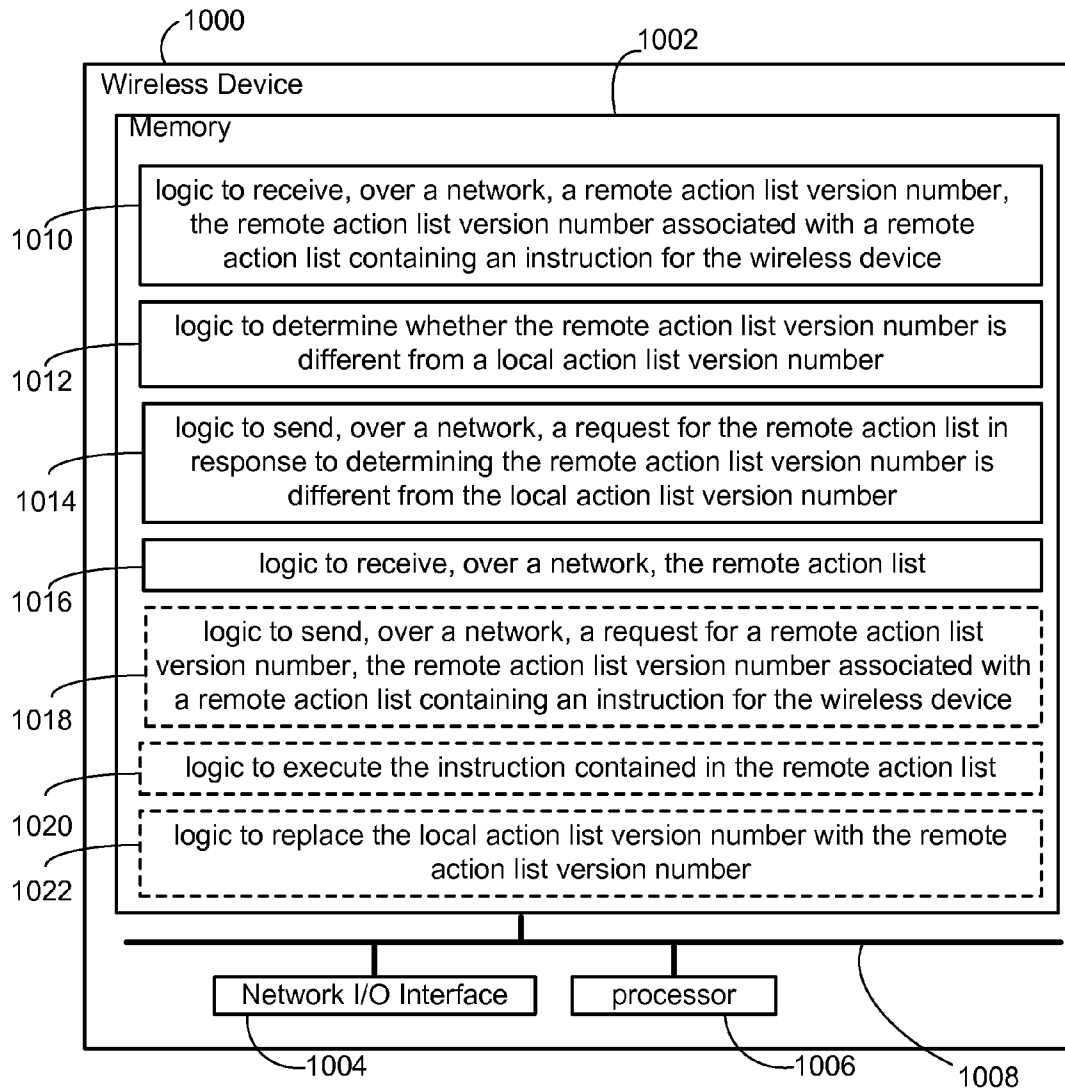 1000
1002
Wireless Device
Memory
logic to receive, over a network, a remote action list version number,
the remote action list version number associated with a remote
action list containing an instruction for the wireless device
1010
logic to determine whether the remote action list version number is
different from a local action list version number
1012
logic to send, over a network, a request for the remote action list in
response to determining the remote action list version number is
different from the local action list version number
1014
logic to receive, over a network, the remote action list
1016
logic to send, over a network, a request for a remote action list
version number, the remote action list version number associated with
a remote action list containing an instruction for the wireless device
1018
logic to execute the instruction contained in the remote action list
1020
logic to replace the local action list version number with the remote
action list version number
1022
Network I/O Interface
processor
1004
1006
1008